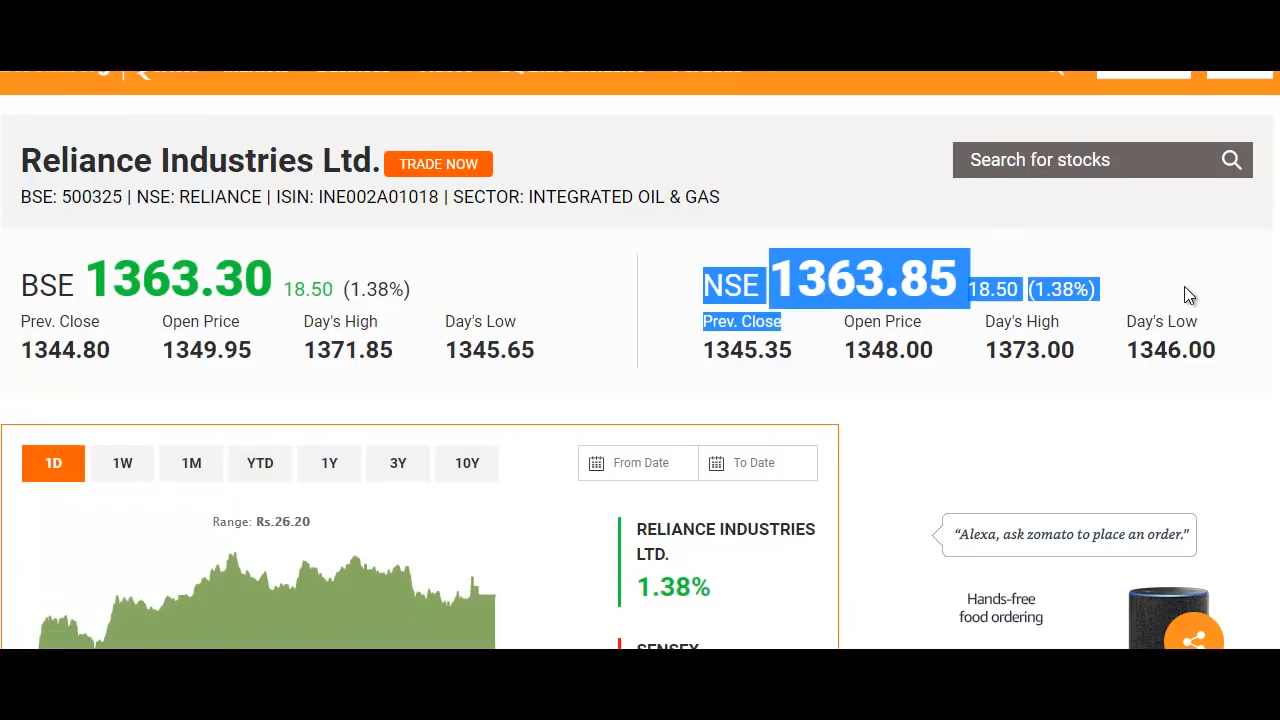 Reliance Industries Ltd. TRADE NOW
Search for stocks
BSE: 500325 | NSE: RELIANCE | ISIN: INE002A01018 | SECTOR: INTEGRATED OIL & GAS
BSE 1363.30 18.50 (1.38%)
Prev. Close Open Price Day's High Day's Low
1344.80 1349.95 1371.85 1345.65
NSE 1363.85 18.50 (1.38%)
Prev. Close Open Price Day's High Day's Low
1345.35 1348.00 1373.00 1346.00
1D 1W 1M YTD 1Y 3Y 10Y
From Date To Date
Range: Rs.26.20
RELIANCE INDUSTRIES
LTD.
1.38%
SENSEX
“Alexa, ask zomato to place an order.”
Hands-free
food ordering